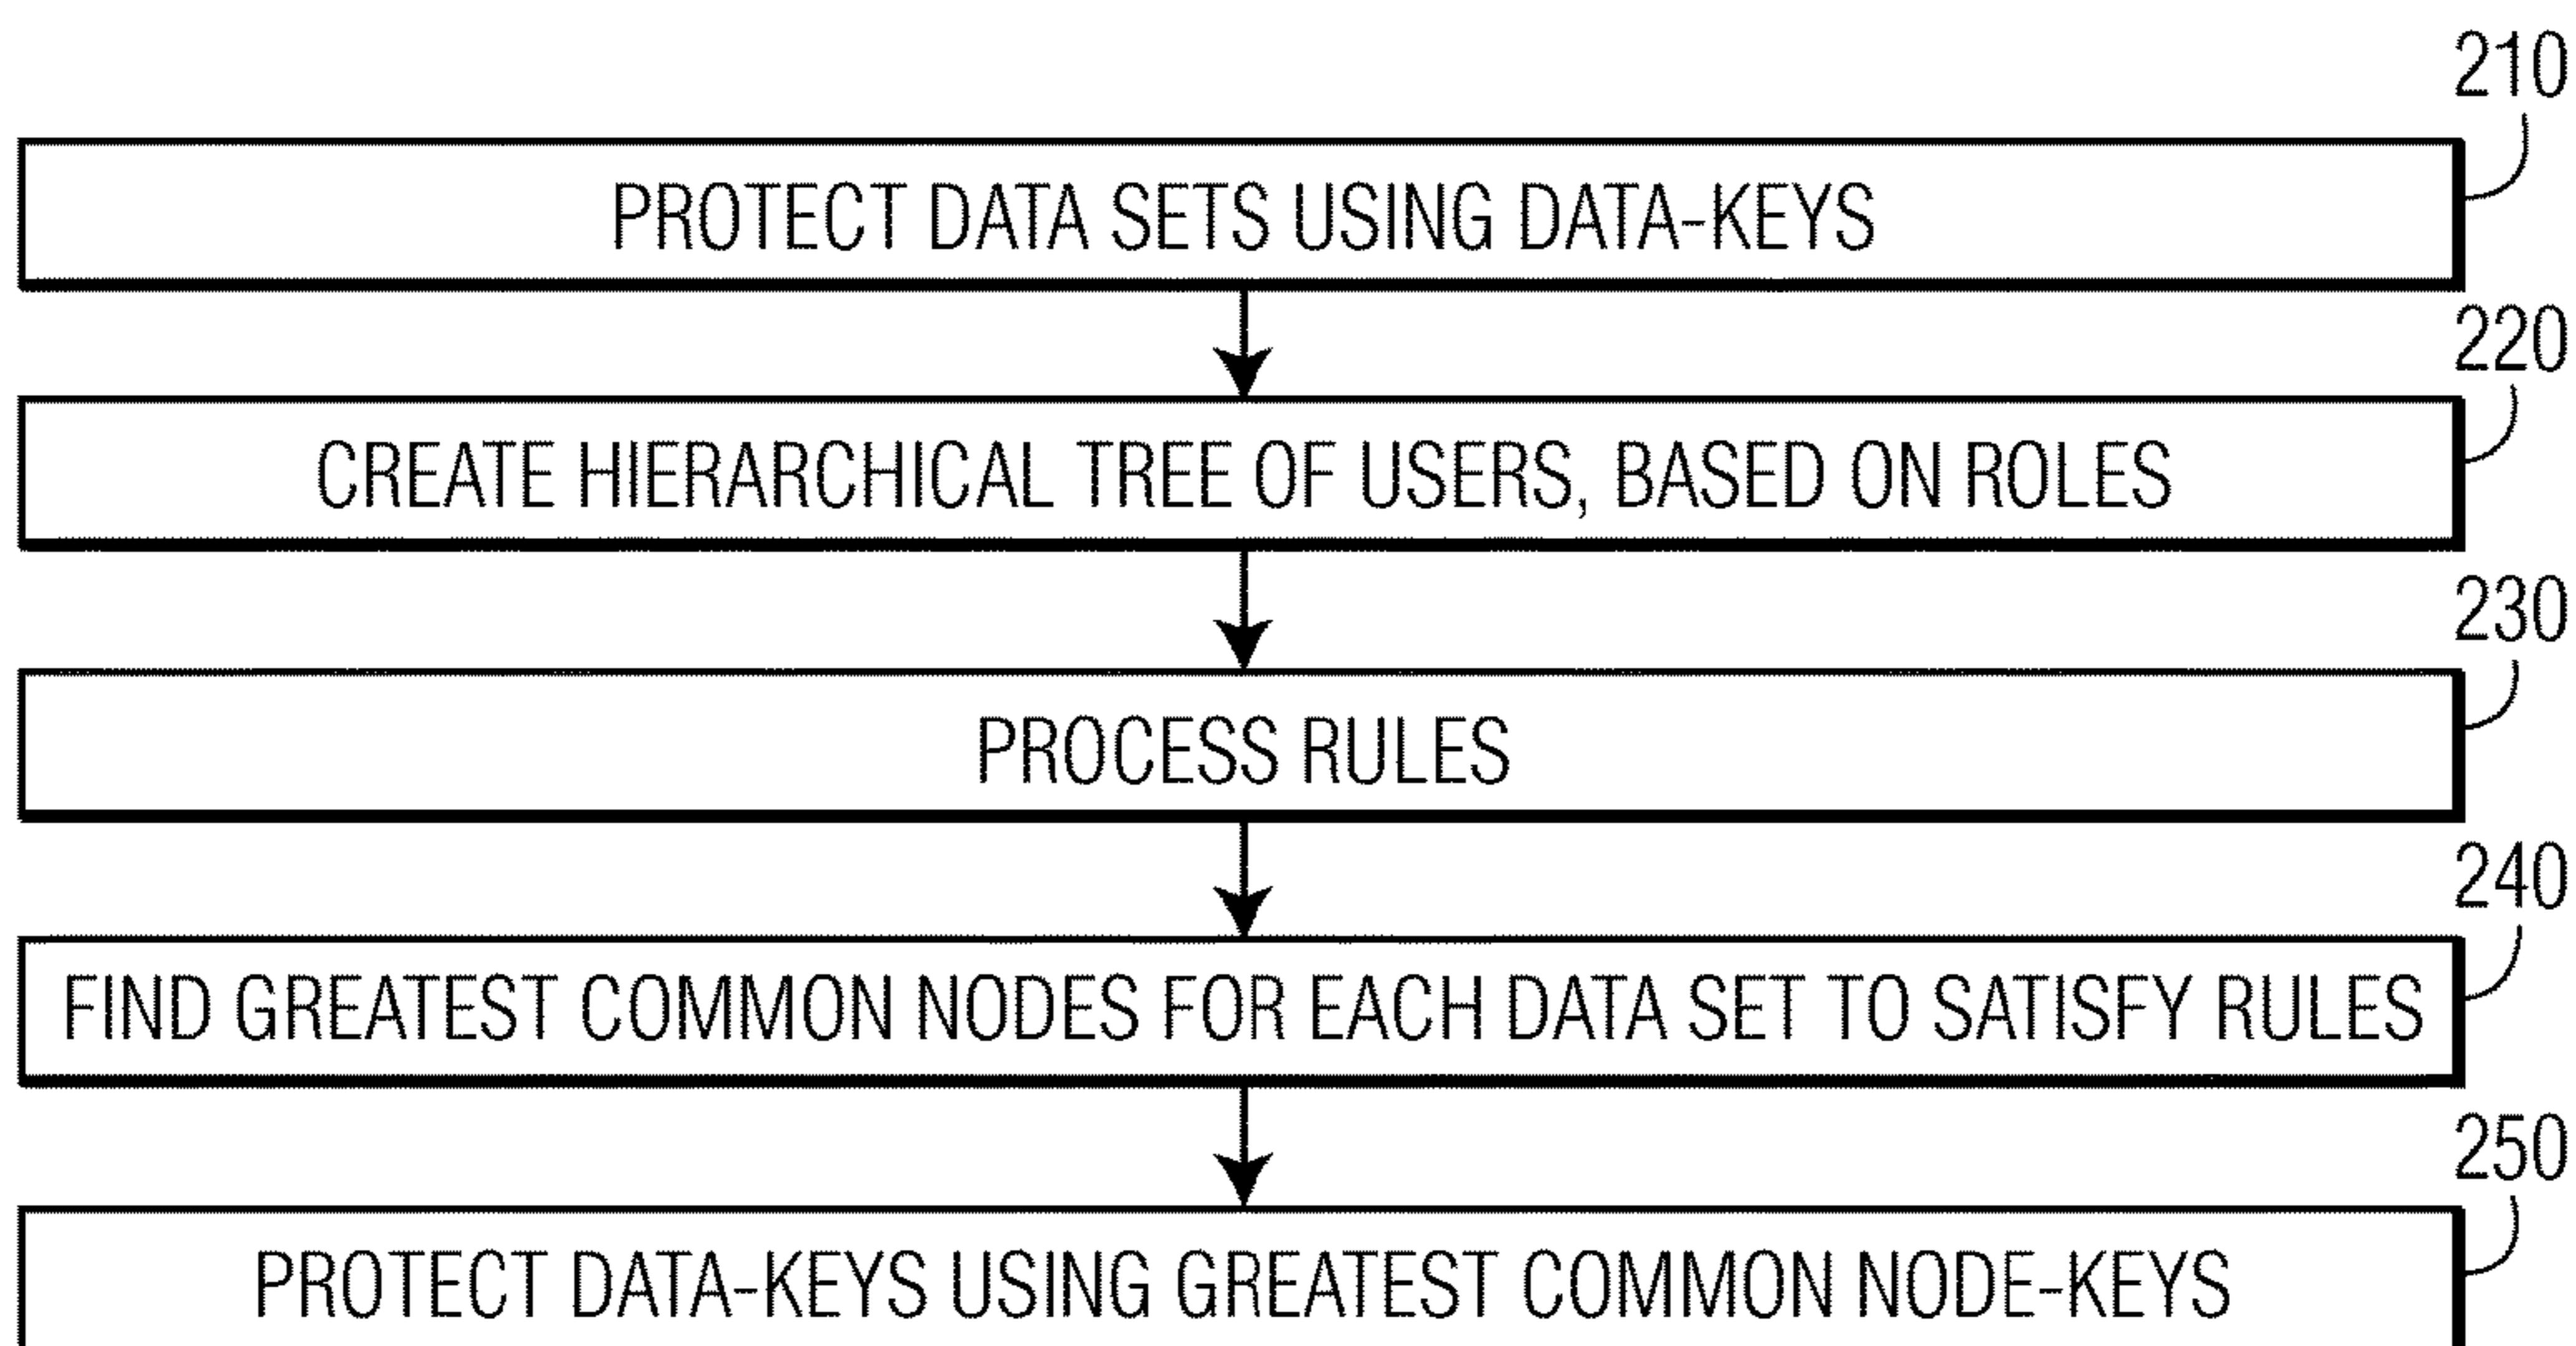 210
PROTECT DATA SETS USING DATA-KEYS
220
CREATE HIERARCHICAL TREE OF USERS, BASED ON ROLES
230
PROCESS RULES
240
FIND GREATEST COMMON NODES FOR EACH DATA SET TO SATISFY RULES
250
PROTECT DATA-KEYS USING GREATEST COMMON NODE-KEYS